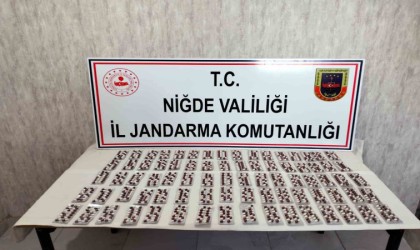 T.C.
NİĞDE VALİLİĞİ
İL JANDARMA KOMUTANLIĞI